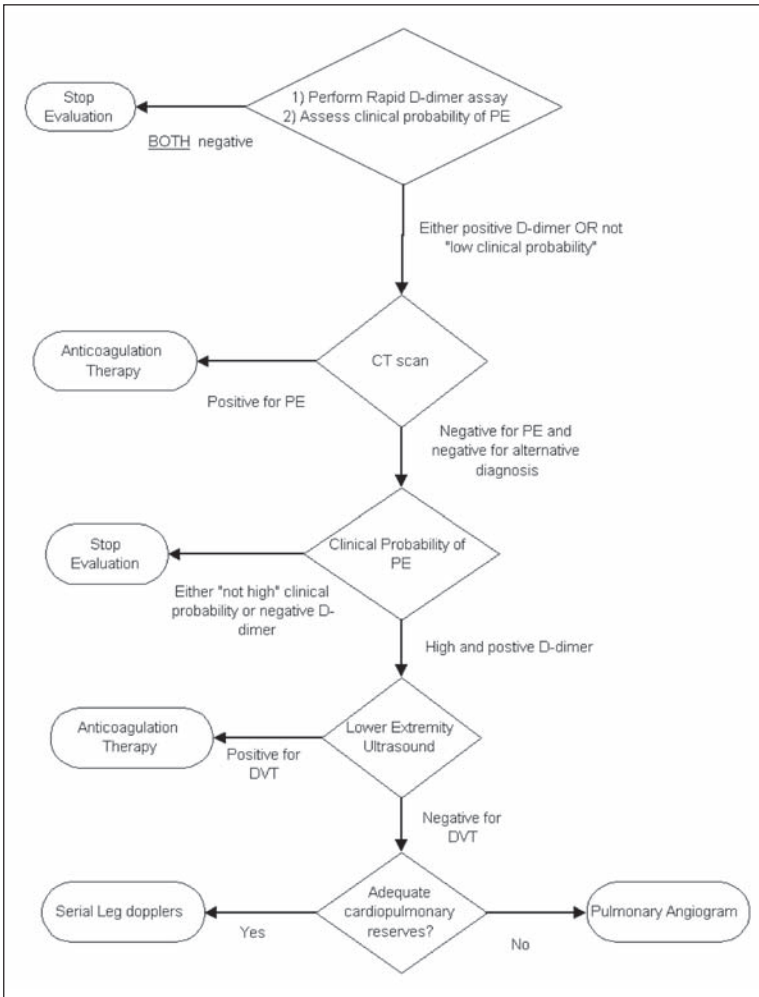 1) Perform Rapid D-dimer assay
2) Assess clinical probability of PE
Stop
Evaluation
BOTH negative
Either positive D-dimer OR not
"low clinical probability"
CT scan
Anticoagulation
Therapy
Positive for PE
Negative for PE and
negative for alternative
diagnosis
Clinical Probability of
PE
Stop
Evaluation
Either "not high" clinical
probability or negative D-
dimer
High and postive D-dimer
Lower Extremity
Ultrasound
Anticoagulation
Therapy
Positive for
DVT
Negative for
DVT
Adequate
cardiopulmonary
reserves?
Serial Leg dopplers
Yes
Pulmonary Angiogram
No